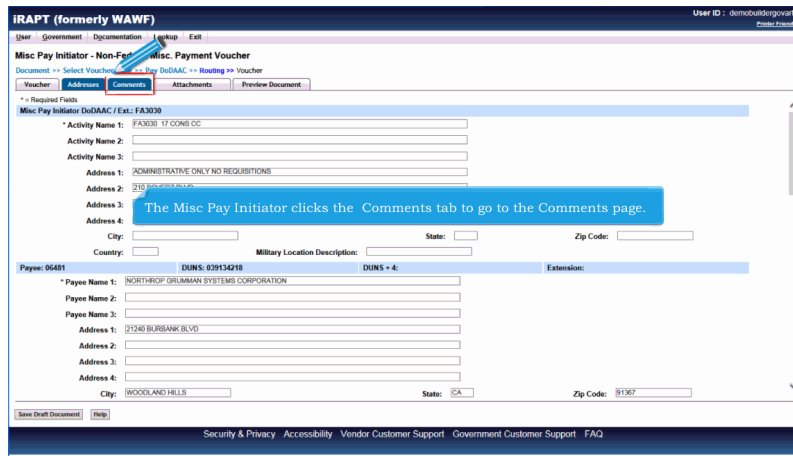 iRAPT (formerly WAWF)
User ID : demobuildergovam
Printer Friend
User Government Documentation Lookup Exit
Misc Pay Initiator - Non-Fed Misc. Payment Voucher
Document >> Select Voucher >> Pay DoDAAC >> Routing >> Voucher
Voucher Addresses Comments Attachments Preview Document
* = Required Fields
Misc Pay Initiator DoDAAC / Ext.: FA3030
* Activity Name 1: FA3030 17 CONS CC
Activity Name 2:
Activity Name 3:
Address 1: ADMINISTRATIVE ONLY NO REQUISITIONS
Address 2: 210
Address 3:
The Misc Pay Initiator clicks the Comments tab to go to the Comments page.
Address 4:
City: State: Zip Code:
Country: Military Location Description:
Payee: 06481 DUNS: 039134218 DUNS + 4: Extension:
* Payee Name 1: NORTHROP GRUMMAN SYSTEMS CORPORATION
Payee Name 2:
Payee Name 3:
Address 1: 21240 BURBANK BLVD
Address 2:
Address 3:
Address 4:
City: WOODLAND HILLS State: CA Zip Code: 91367
Save Draft Document Help
Security & Privacy Accessibility Vendor Customer Support Government Customer Support FAQ